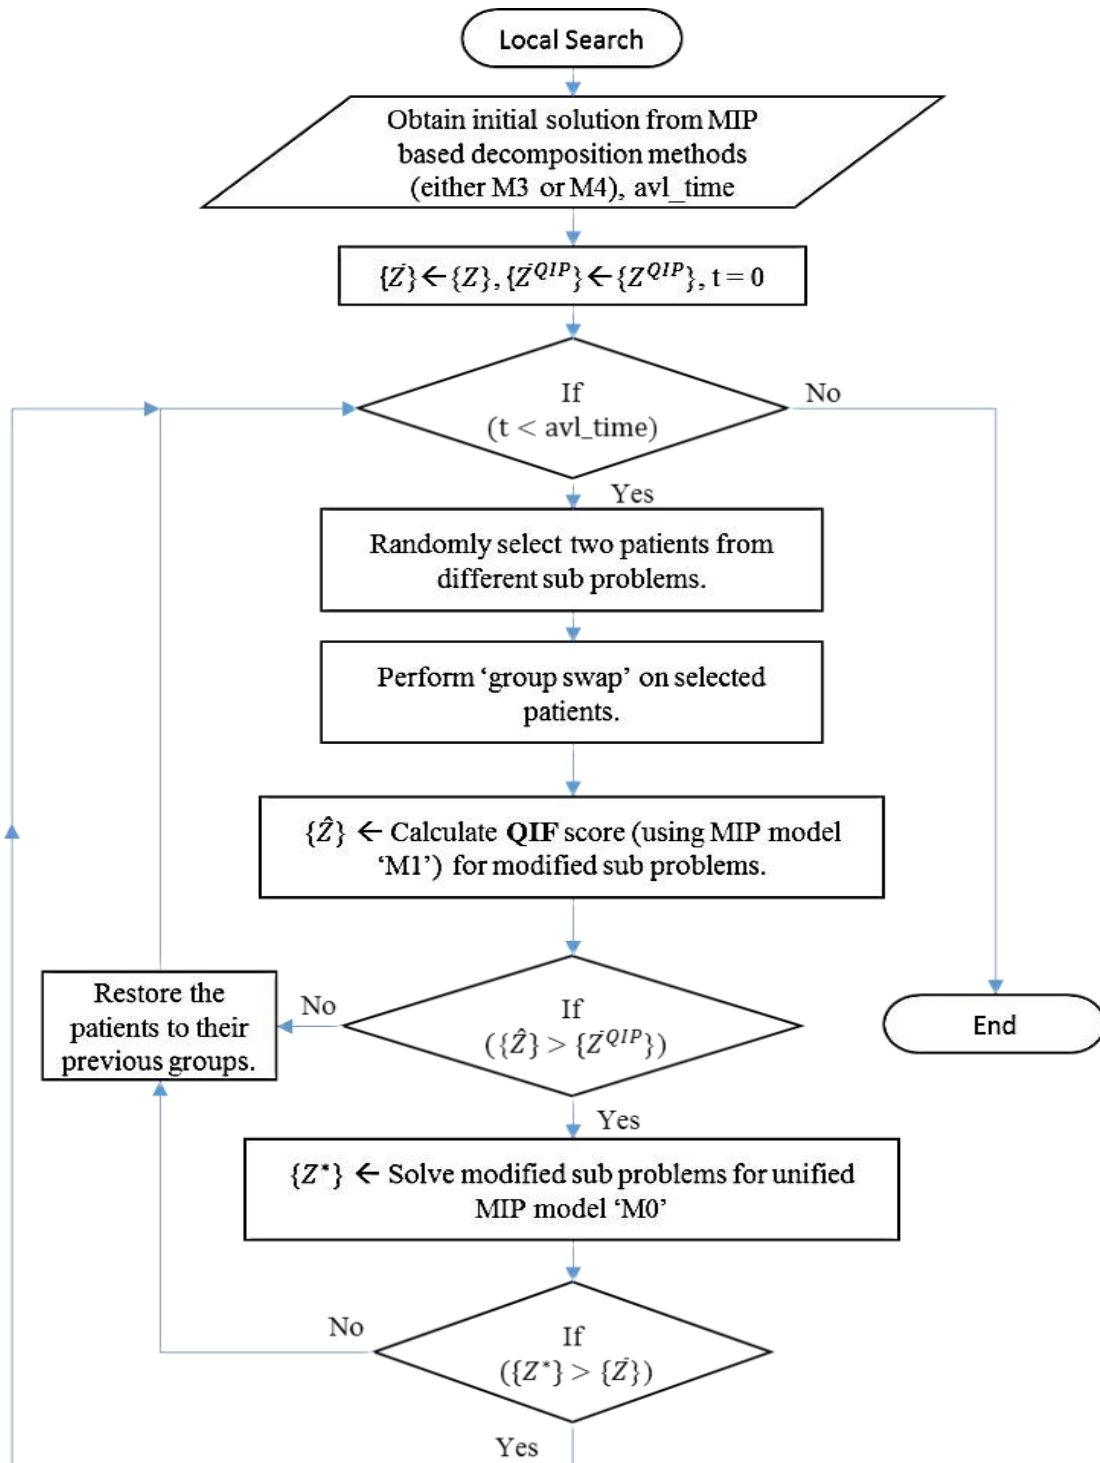 Local Search
Obtain initial solution from MIP
based decomposition methods
(either M3 or M4), avl_time
{Ż} ← {Z}, {Ż^QIP} ← {Z^QIP}, t = 0
If
(t < avl_time)
No
Yes
Randomly select two patients from
different sub problems.
Perform ‘group swap’ on selected
patients.
{Ẑ} ← Calculate QIF score (using MIP model
‘M1’) for modified sub problems.
Restore the
patients to their
previous groups.
No
If
({Ẑ} > {Ż^QIP})
End
Yes
{Z*} ← Solve modified sub problems for unified
MIP model ‘M0’
No
If
({Z*} > {Ż})
Yes